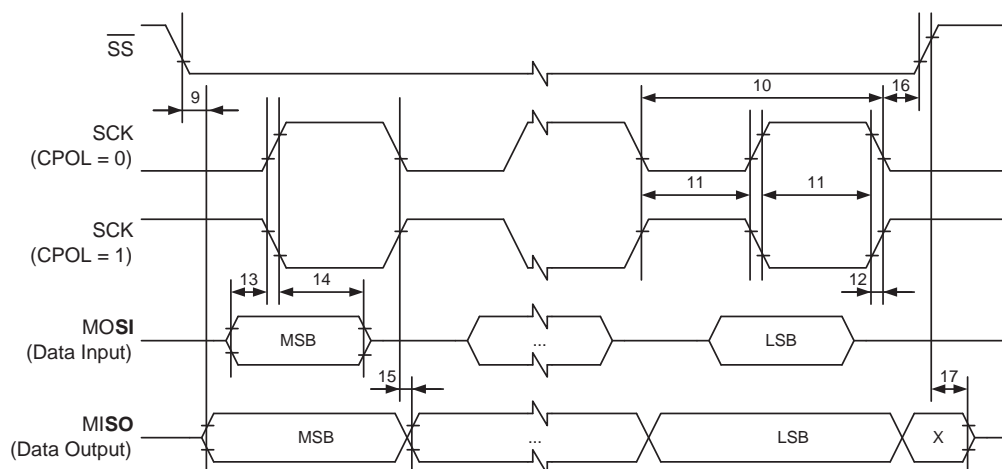 SS
9
10
16
SCK
(CPOL = 0)
11
11
SCK
(CPOL = 1)
13
14
12
MOSI
(Data Input)
MSB
...
LSB
15
17
MISO
(Data Output)
MSB
...
LSB
X